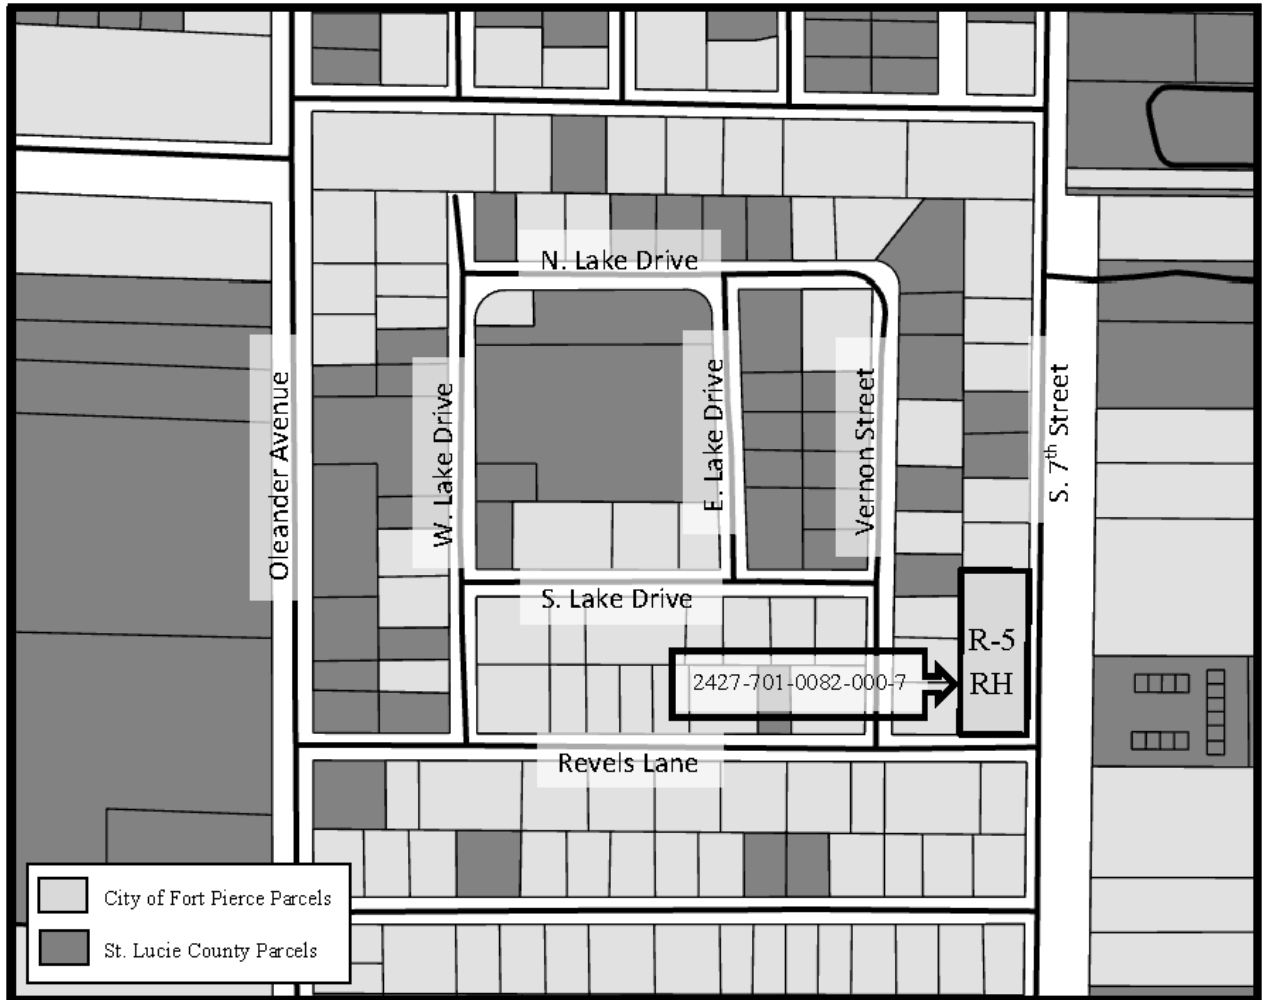 N. Lake Drive
Oleander Avenue
W. Lake Drive
E. Lake Drive
Vernon Street
S. 7th Street
S. Lake Drive
R-5
RH
2427-701-0082-000-7
Revels Lane
City of Fort Pierce Parcels
St. Lucie County Parcels